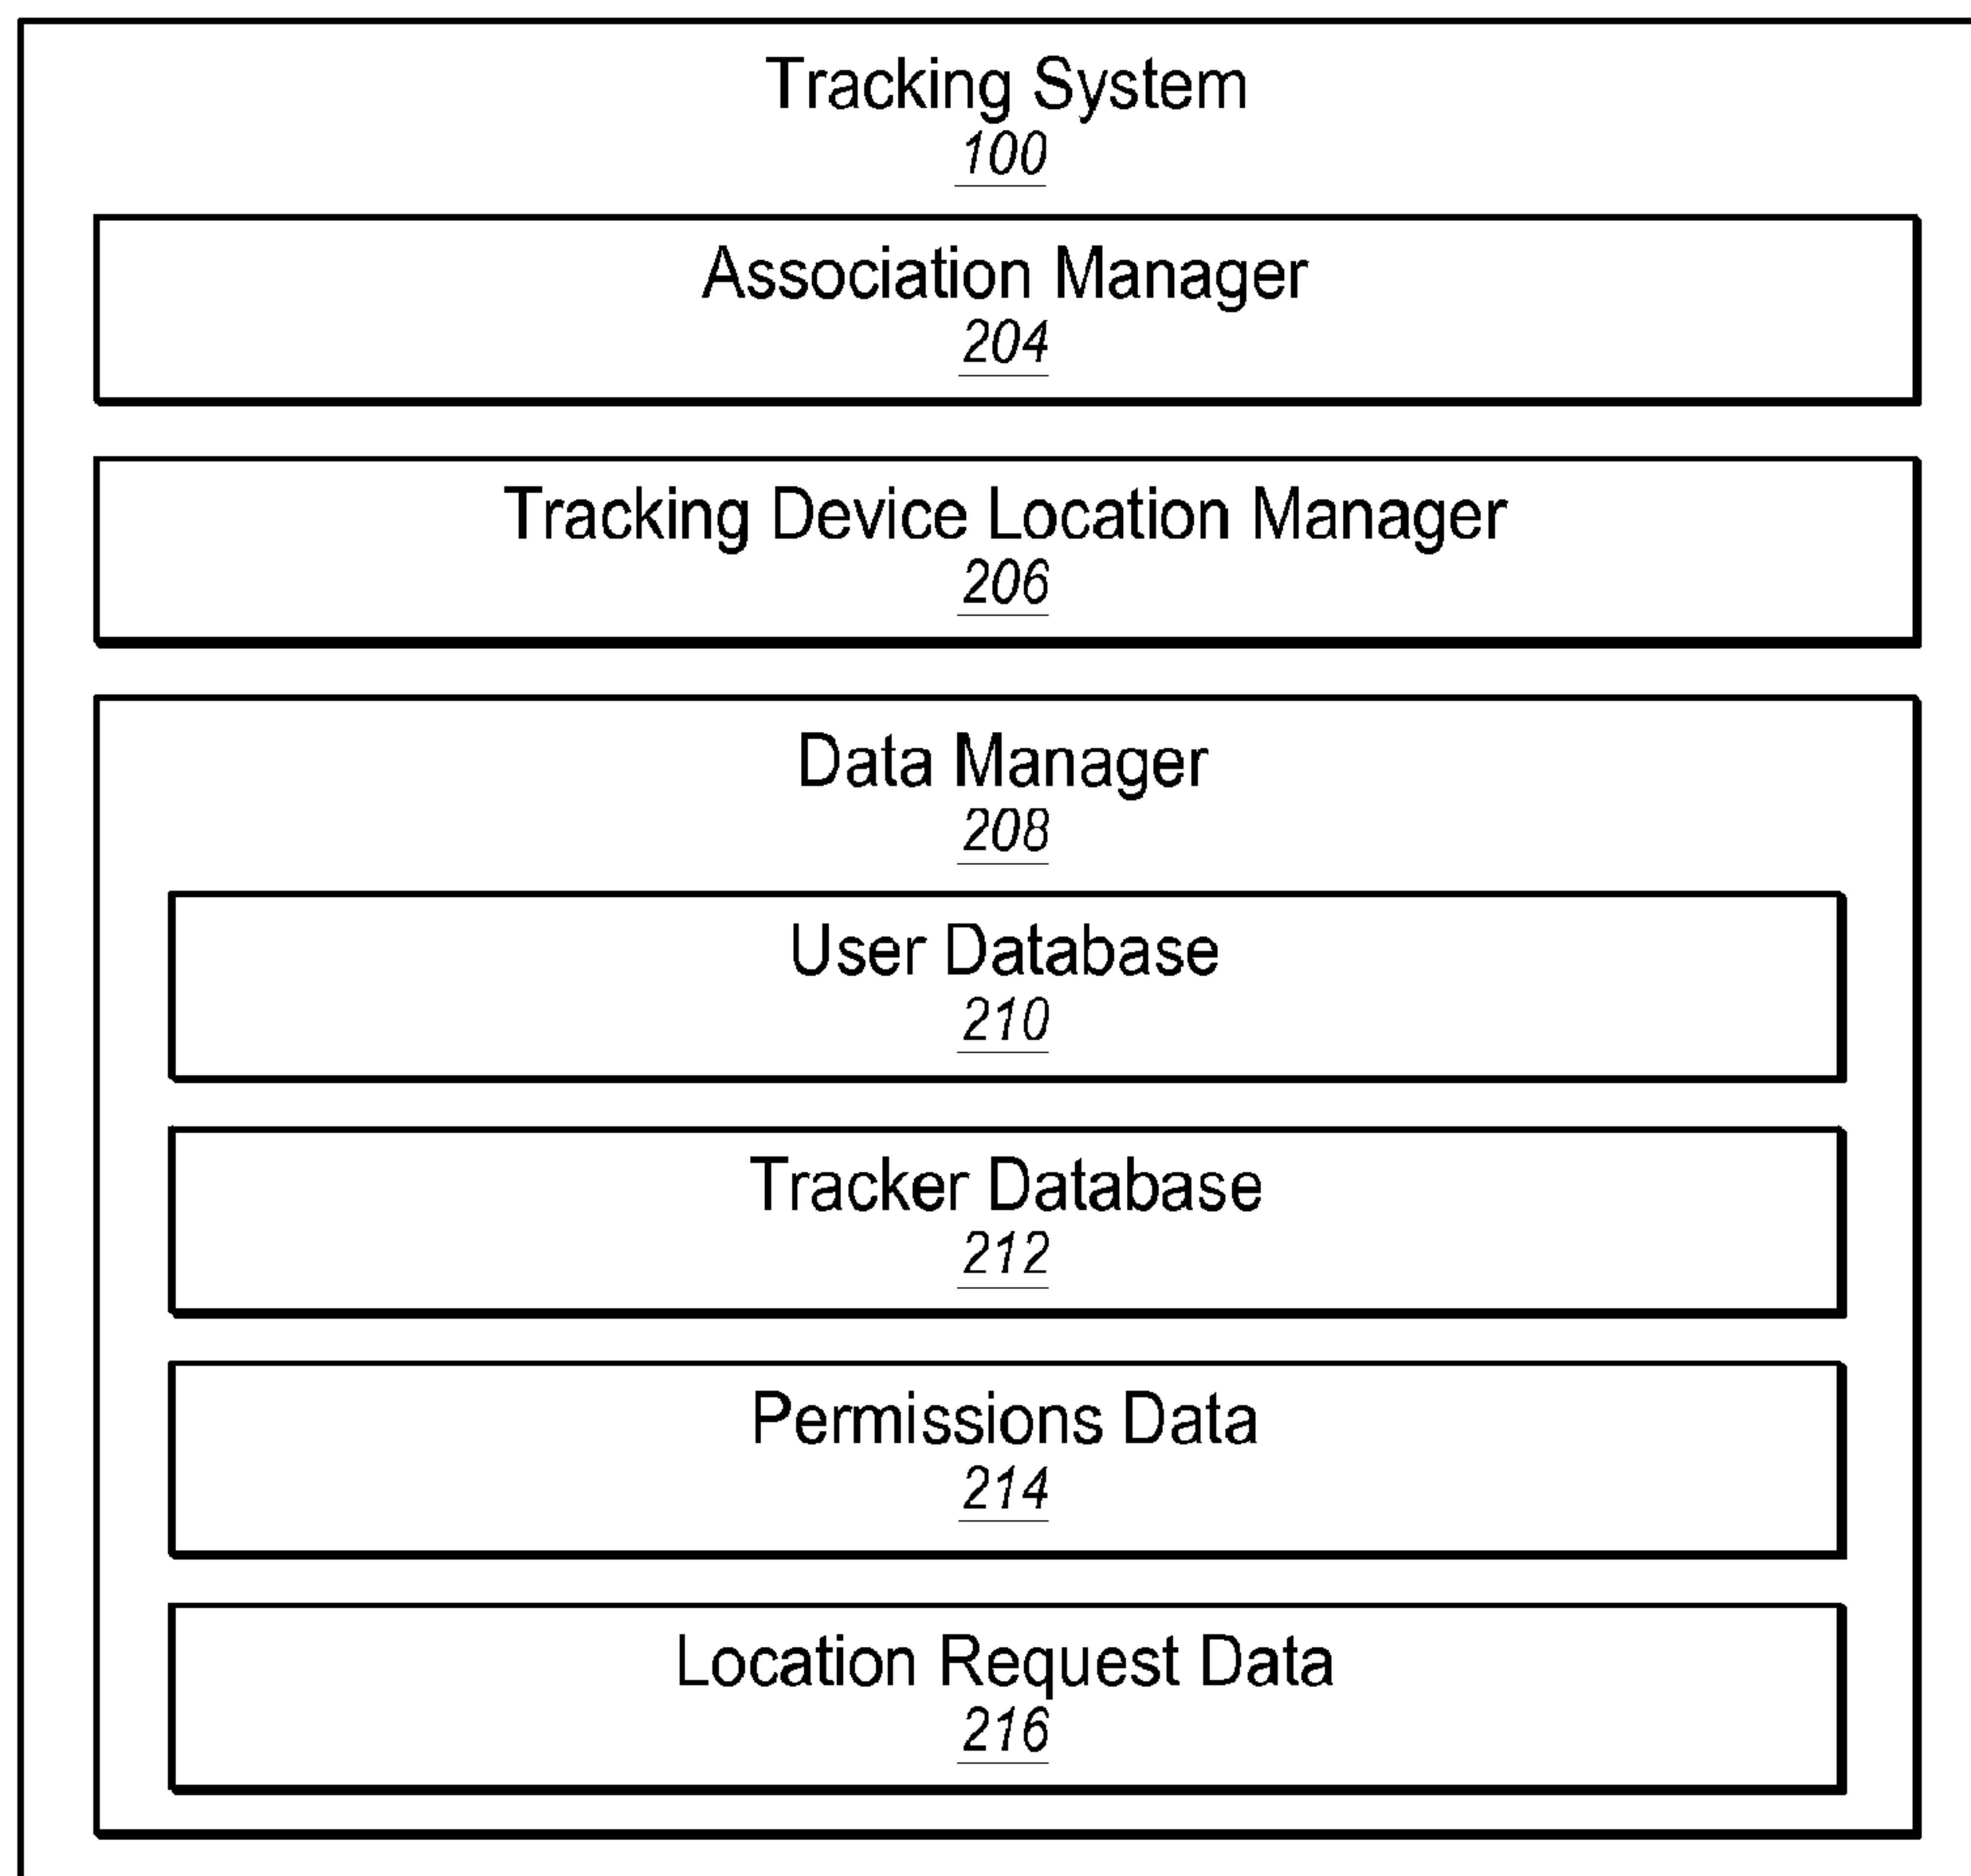 Tracking System
100
Association Manager
204
Tracking Device Location Manager
206
Data Manager
208
User Database
210
Tracker Database
212
Permissions Data
214
Location Request Data
216